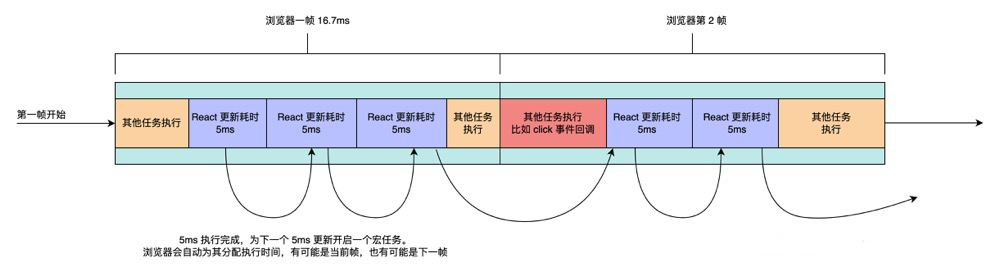 浏览器一帧 16.7ms
浏览器第 2 帧
第一帧开始
其他任务执行
React 更新耗时
5ms
React 更新耗时
5ms
React 更新耗时
5ms
其他任务
执行
其他任务执行
比如 click 事件回调
React 更新耗时
5ms
React 更新耗时
5ms
其他任务
执行
5ms 执行完成，为下一个 5ms 更新开启一个宏任务。
浏览器会自动为其分配执行时间，有可能是当前帧，也有可能是下一帧